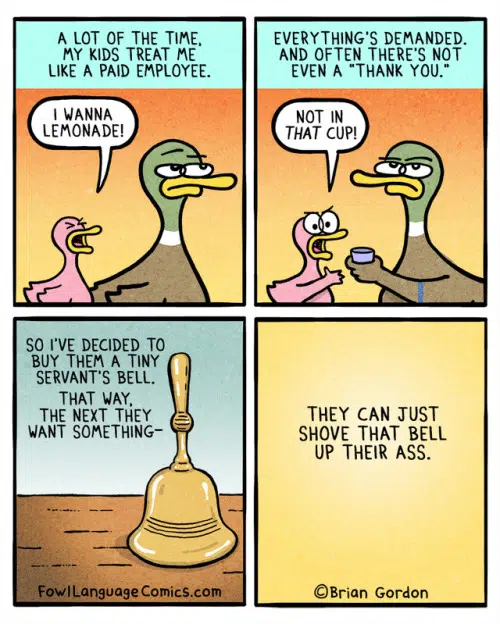 A LOT OF THE TIME,
MY KIDS TREAT ME
LIKE A PAID EMPLOYEE.
I WANNA
LEMONADE!
EVERYTHING'S DEMANDED.
AND OFTEN THERE'S NOT
EVEN A "THANK YOU."
NOT IN
THAT CUP!
SO I'VE DECIDED TO
BUY THEM A TINY
SERVANT'S BELL.
THAT WAY,
THE NEXT THEY
WANT SOMETHING-
FowlLanguageComics.com
THEY CAN JUST
SHOVE THAT BELL
UP THEIR ASS.
©Brian Gordon